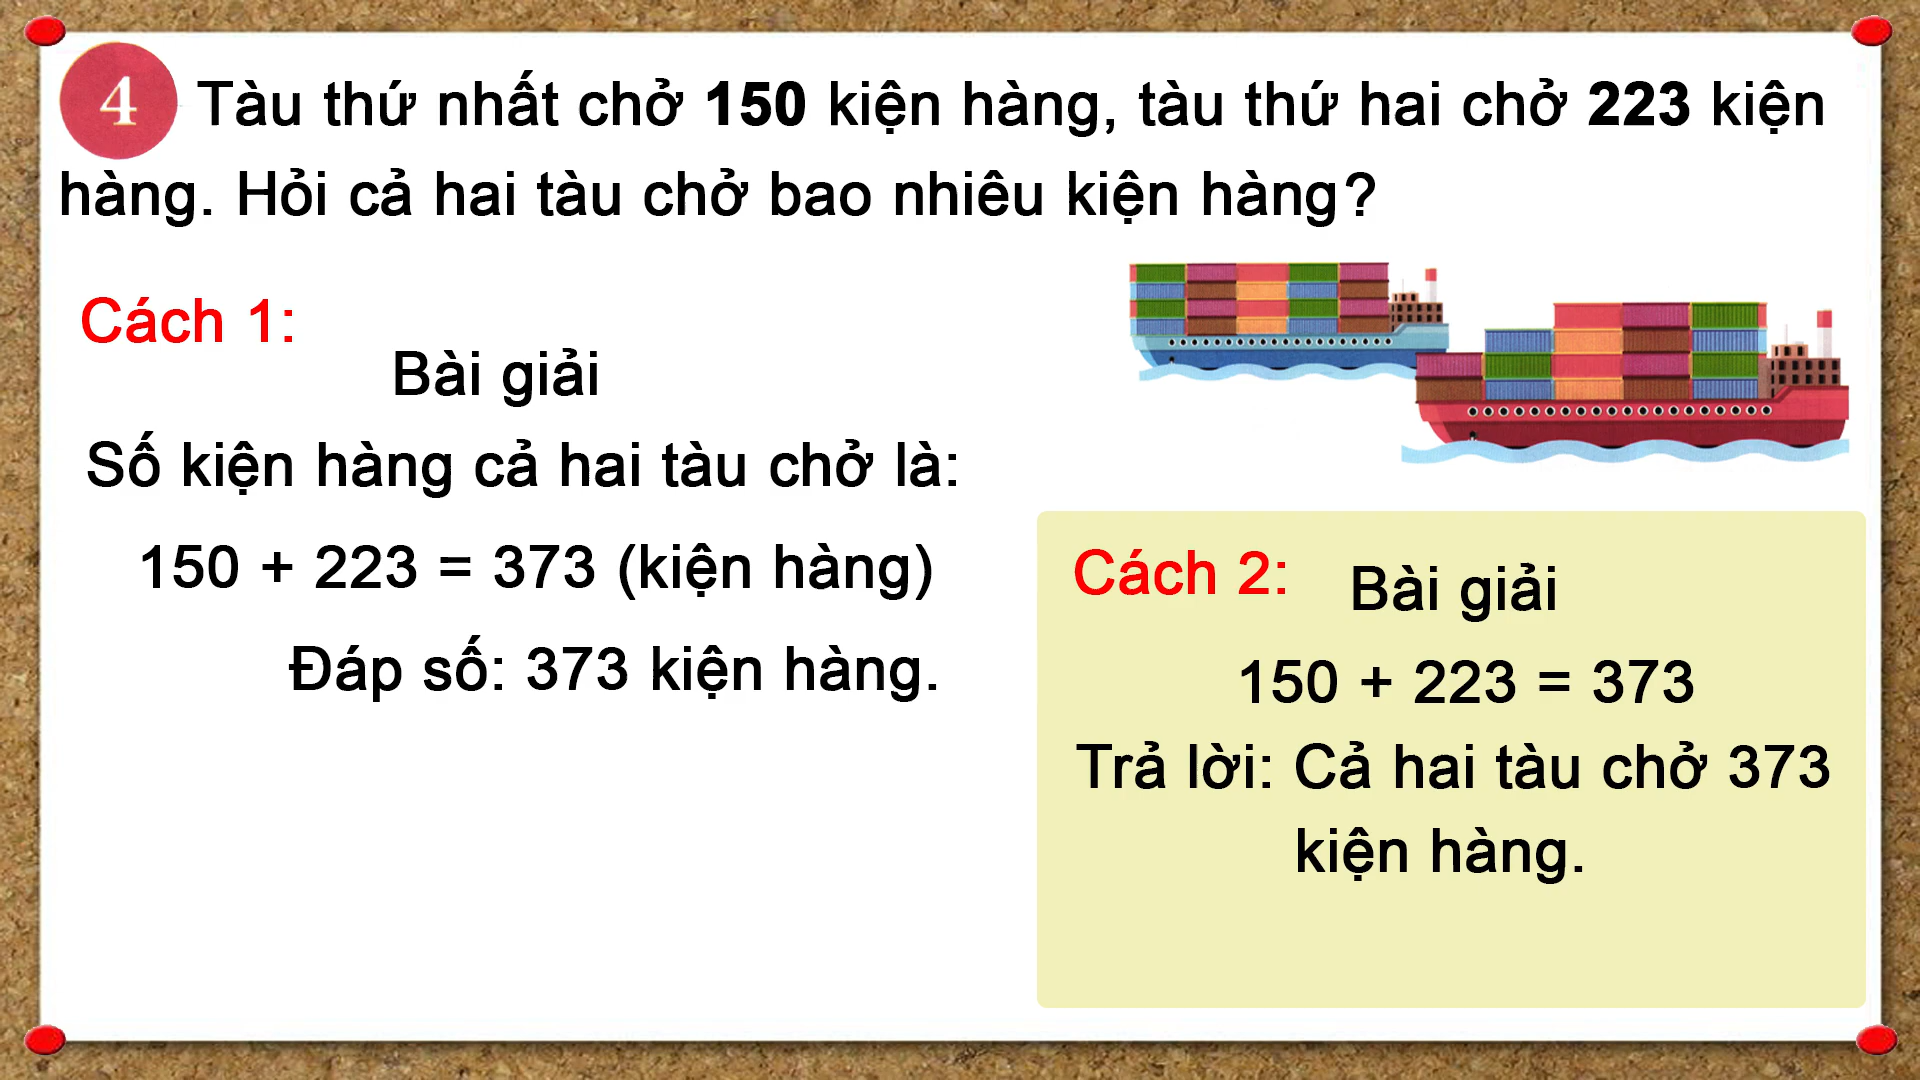 4 Tàu thứ nhất chở 150 kiện hàng, tàu thứ hai chở 223 kiện
hàng. Hỏi cả hai tàu chở bao nhiêu kiện hàng?
Cách 1:
Bài giải
Số kiện hàng cả hai tàu chở là:
150 + 223 = 373 (kiện hàng)
Đáp số: 373 kiện hàng.
Cách 2: Bài giải
150 + 223 = 373
Trả lời: Cả hai tàu chở 373
kiện hàng.